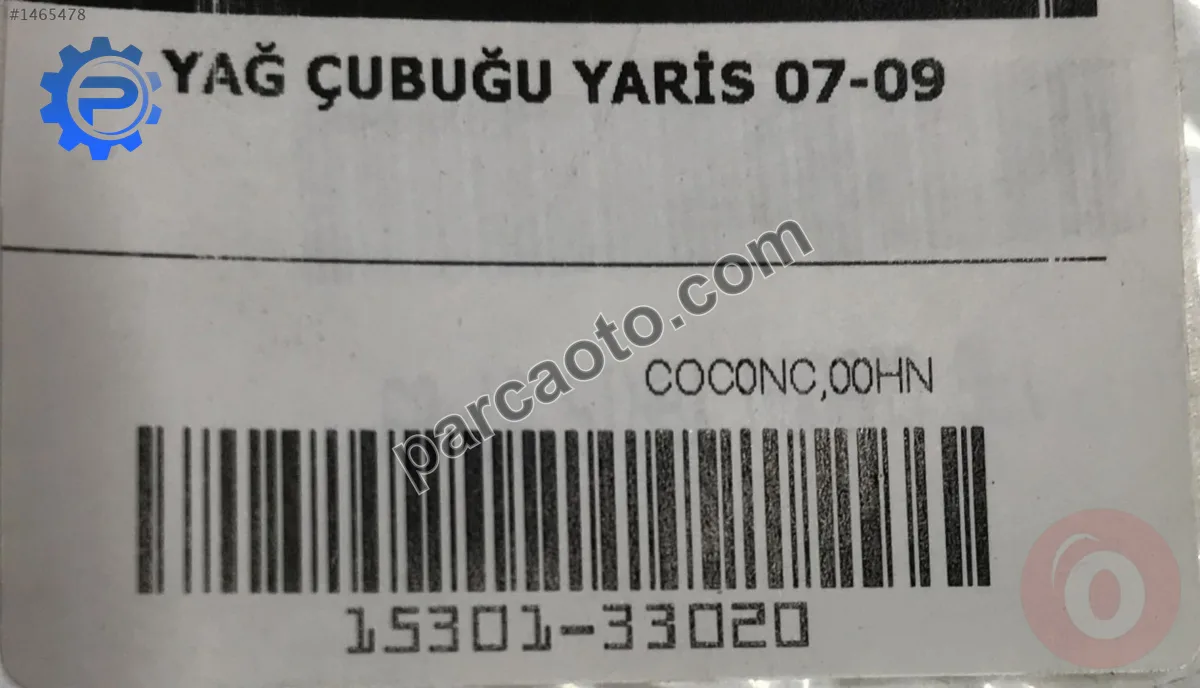 #1465478
YAĞ ÇUBUĞU YARİS 07-09
parcaoto.com
COC0NC,00HN
15301-33020